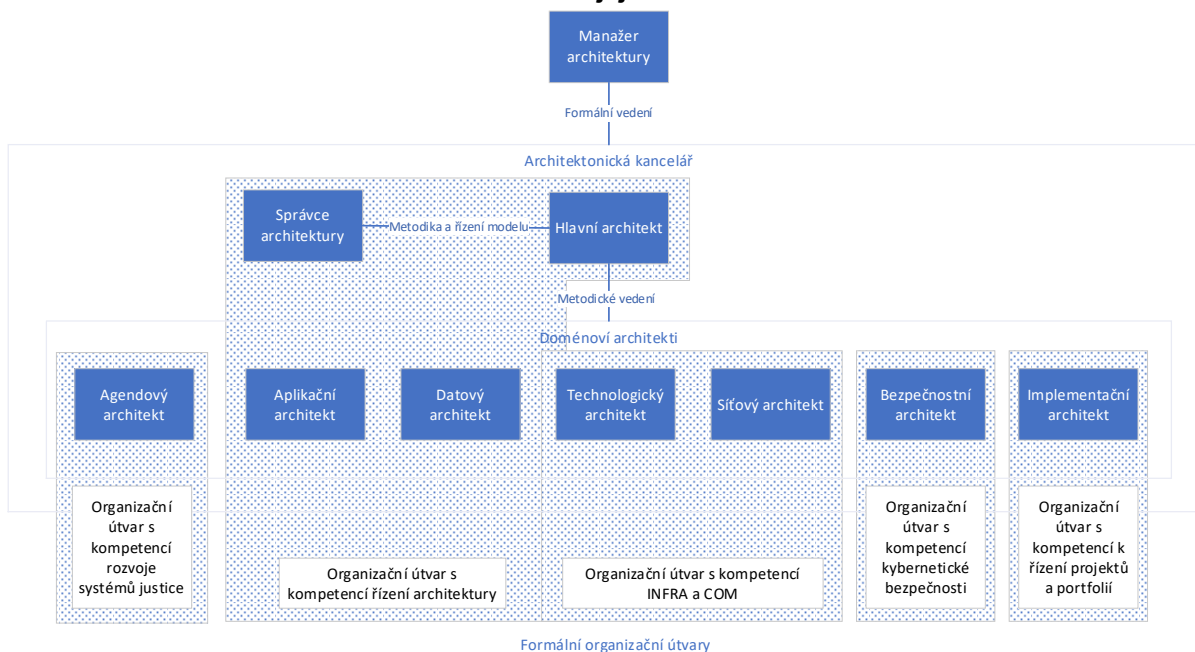 Manažer
architektury
Formální vedení
Architektonická kancelář
Správce
architektury
Metodika a řízení modelu
Hlavní architekt
Metodické vedení
Doménoví architekti
Agendový
architekt
Aplikační
architekt
Datový
architekt
Technologický
architekt
Síťový architekt
Bezpečnostní
architekt
Implementační
architekt
Organizační
útvar s
kompetencí
rozvoje
systémů justice
Organizační útvar s
kompetencí řízení architektury
Organizační útvar s kompetencí
INFRA a COM
Organizační
útvar s
kompetencí
kybernetické
bezpečnosti
Organizační
útvar s
kompetencí k
řízení projektů
a portfolií
Formální organizační útvary